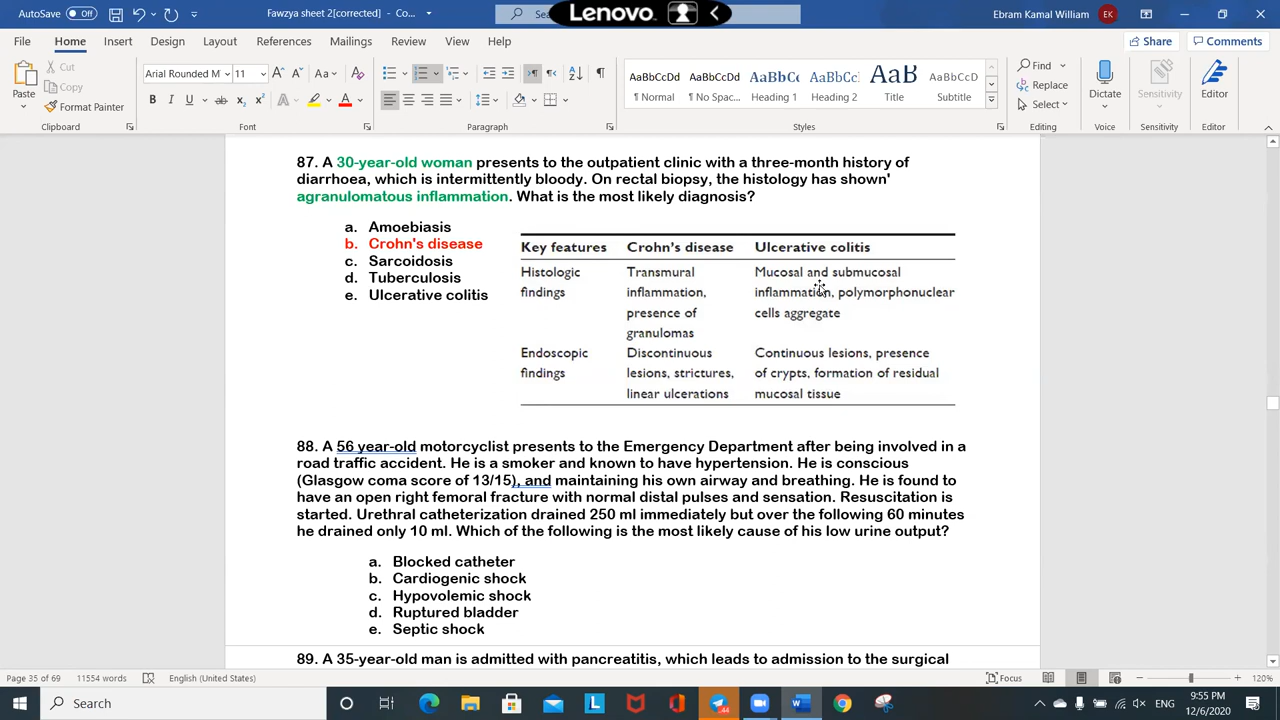 AutoSave Off
Fawzya sheet 2[corrected]
Search
Lenovo
Ebram Kamal William EK
File Home Insert Design Layout References Mailings Review View Help
Share Comments
Paste
Cut
Copy
Format Painter
Arial Rounded M 11
AaBbCcDd AaBbCcDd AaBbCc AaBbCc AaB AaBbCcD
¶ Normal ¶ No Spac... Heading 1 Heading 2 Title Subtitle
Find
Replace
Select
Dictate
Sensitivity
Editor
Clipboard Font Paragraph Styles Editing Voice Sensitivity Editor
87. A 30-year-old woman presents to the outpatient clinic with a three-month history of
diarrhoea, which is intermittently bloody. On rectal biopsy, the histology has shown'
agranulomatous inflammation. What is the most likely diagnosis?
a. Amoebiasis
b. Crohn's disease
c. Sarcoidosis
d. Tuberculosis
e. Ulcerative colitis
Key features Crohn's disease Ulcerative colitis
Histologic Transmural Mucosal and submucosal
findings inflammation, inflammation, polymorphonuclear
presence of cells aggregate
granulomas
Endoscopic Discontinuous Continuous lesions, presence
findings lesions, strictures, of crypts, formation of residual
linear ulcerations mucosal tissue
88. A 56 year-old motorcyclist presents to the Emergency Department after being involved in a
road traffic accident. He is a smoker and known to have hypertension. He is conscious
(Glasgow coma score of 13/15), and maintaining his own airway and breathing. He is found to
have an open right femoral fracture with normal distal pulses and sensation. Resuscitation is
started. Urethral catheterization drained 250 ml immediately but over the following 60 minutes
he drained only 10 ml. Which of the following is the most likely cause of his low urine output?
a. Blocked catheter
b. Cardiogenic shock
c. Hypovolemic shock
d. Ruptured bladder
e. Septic shock
89. A 35-year-old man is admitted with pancreatitis, which leads to admission to the surgical
Page 35 of 69 11554 words English (United States) Focus 120%
Search
9:55 PM
12/6/2020